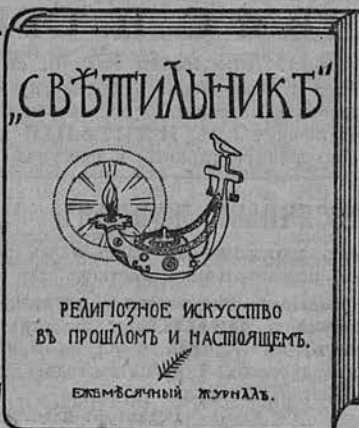 „СВѢТИЛЬНИКЪ“
РЕЛИГІОЗНОЕ ИСКУССТВО
ВЪ ПРОШЛОМЪ И НАСТОЯЩЕМЪ.
ЕЖЕМѢСЯЧНЫЙ ЖУРНАЛЪ.